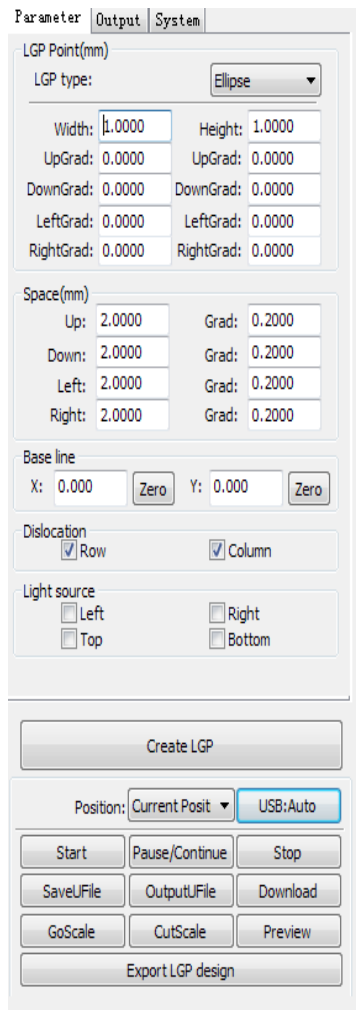 Parameter Output System
LGP Point(mm)
LGP type: Ellipse
Width: 1.0000 Height: 1.0000
UpGrad: 0.0000 UpGrad: 0.0000
DownGrad: 0.0000 DownGrad: 0.0000
LeftGrad: 0.0000 LeftGrad: 0.0000
RightGrad: 0.0000 RightGrad: 0.0000
Space(mm)
Up: 2.0000 Grad: 0.2000
Down: 2.0000 Grad: 0.2000
Left: 2.0000 Grad: 0.2000
Right: 2.0000 Grad: 0.2000
Base line
X: 0.000 Zero Y: 0.000 Zero
Dislocation
Row Column
Light source
Left Right
Top Bottom
Create LGP
Position: Current Posit USB:Auto
Start Pause/Continue Stop
SaveUFile OutputUFile Download
GoScale CutScale Preview
Export LGP design